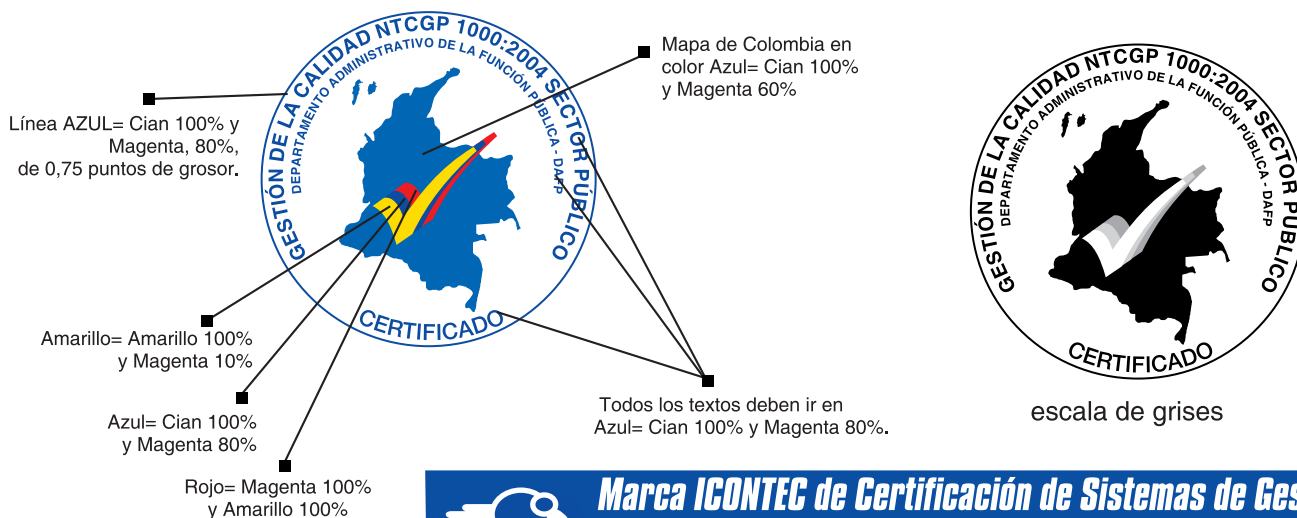 GESTIÓN DE LA CALIDAD NTCGP 1000:2004 SECTOR PÚBLICO
DEPARTAMENTO ADMINISTRATIVO DE LA FUNCIÓN PÚBLICA - DAFP
CERTIFICADO
Mapa de Colombia en
color Azul= Cian 100%
y Magenta 60%
Línea AZUL= Cian 100% y
Magenta, 80%,
de 0,75 puntos de grosor.
Amarillo= Amarillo 100%
y Magenta 10%
Azul= Cian 100%
y Magenta 80%
Rojo= Magenta 100%
y Amarillo 100%
Todos los textos deben ir en
Azul= Cian 100% y Magenta 80%.
GESTIÓN DE LA CALIDAD NTCGP 1000:2004 SECTOR PÚBLICO
DEPARTAMENTO ADMINISTRATIVO DE LA FUNCIÓN PÚBLICA - DAFP
CERTIFICADO
escala de grises
Marca ICONTEC de Certificación de Sistemas de Ges